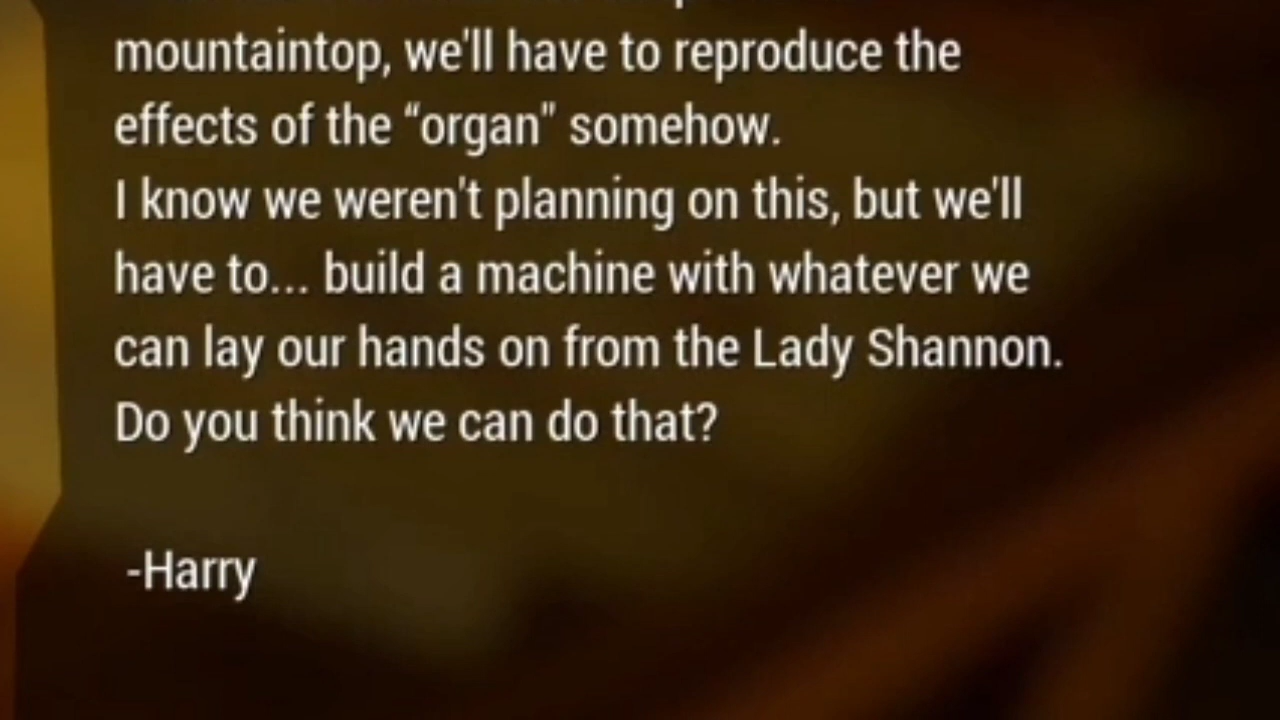 mountaintop, we'll have to reproduce the
effects of the “organ" somehow.
I know we weren't planning on this, but we'll
have to... build a machine with whatever we
can lay our hands on from the Lady Shannon.
Do you think we can do that?
-Harry